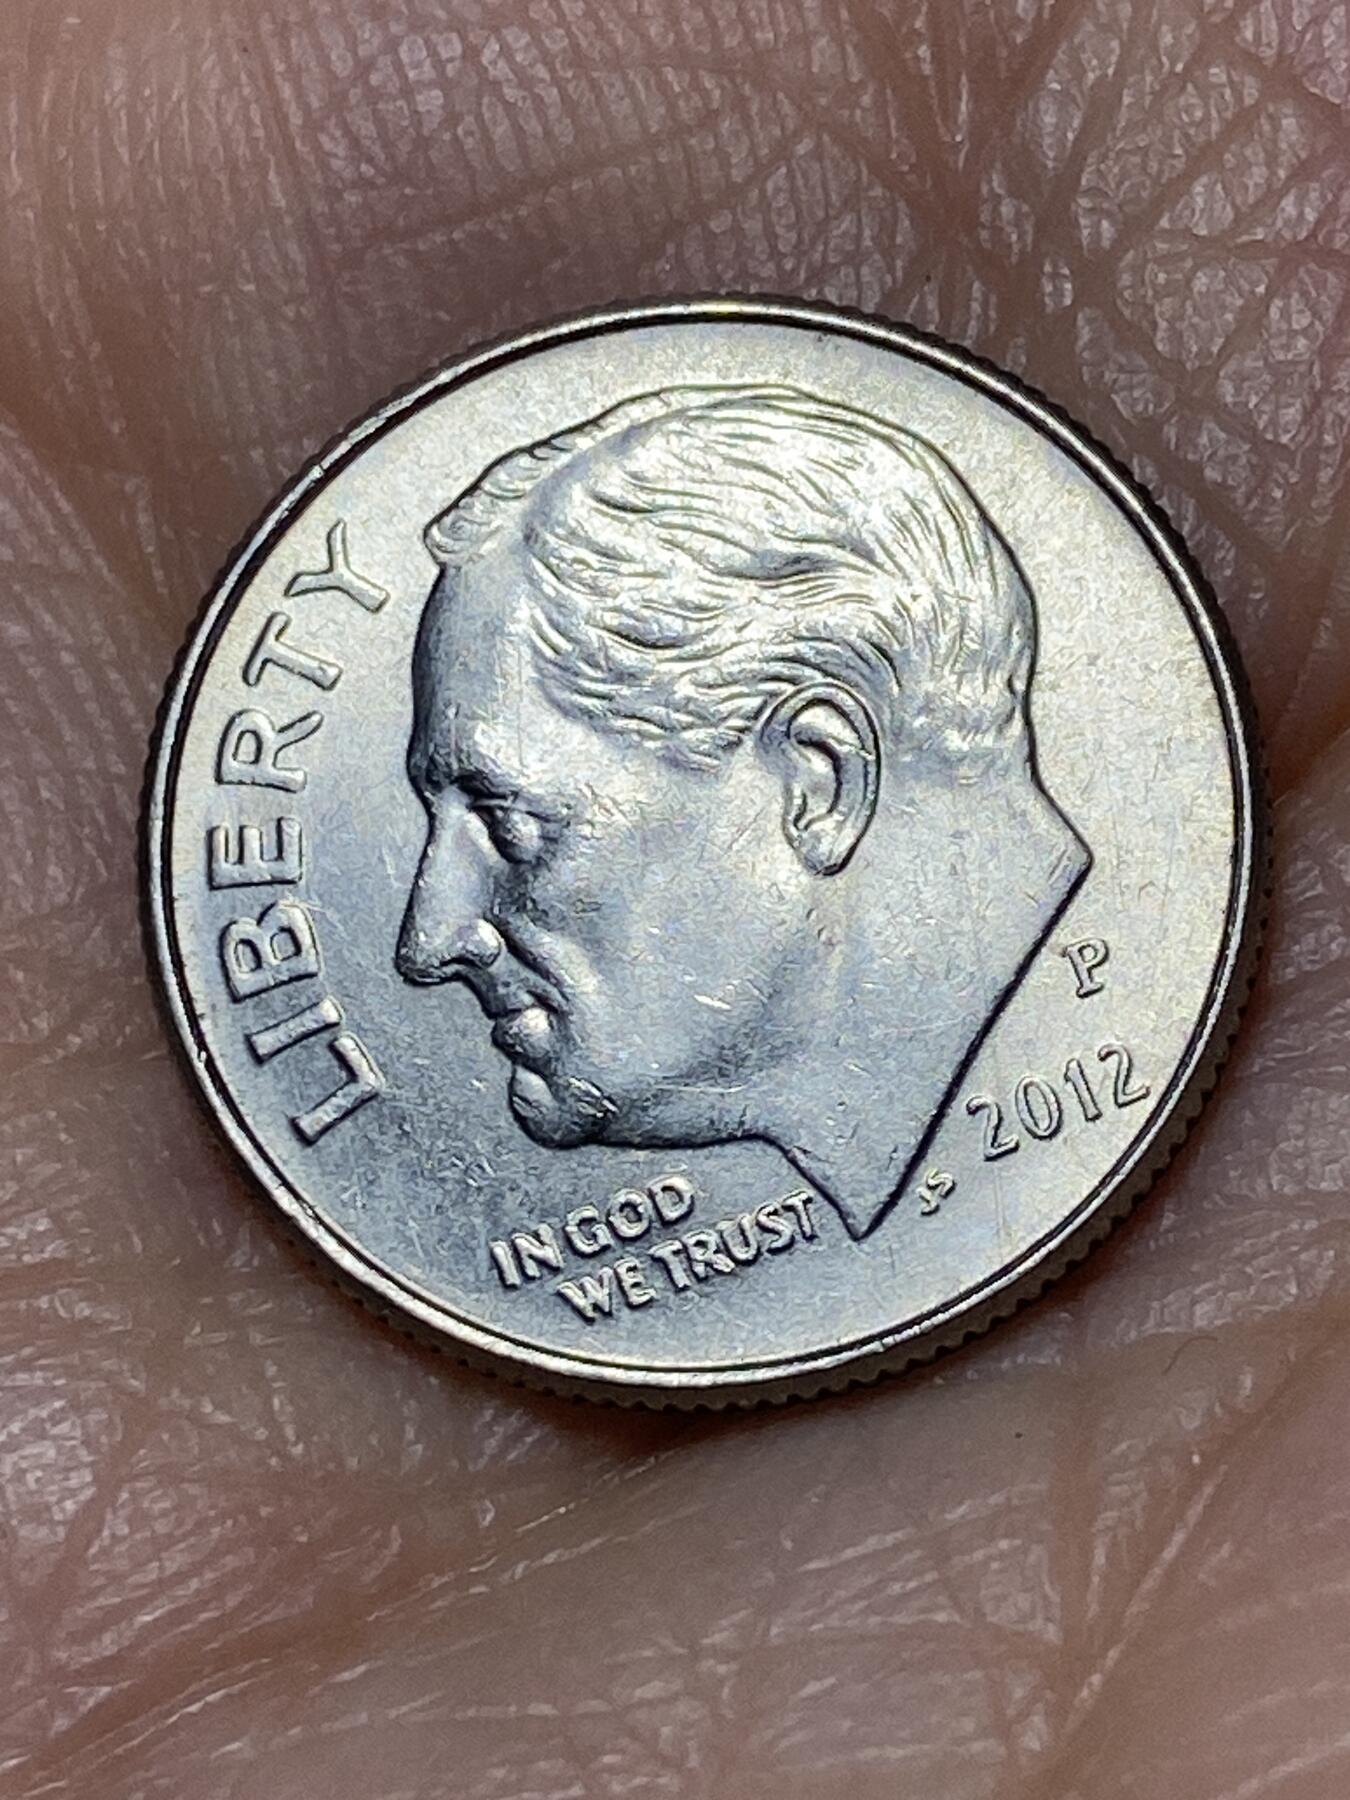 LIBERTY
IN GOD
WE TRUST
P
2012
JS